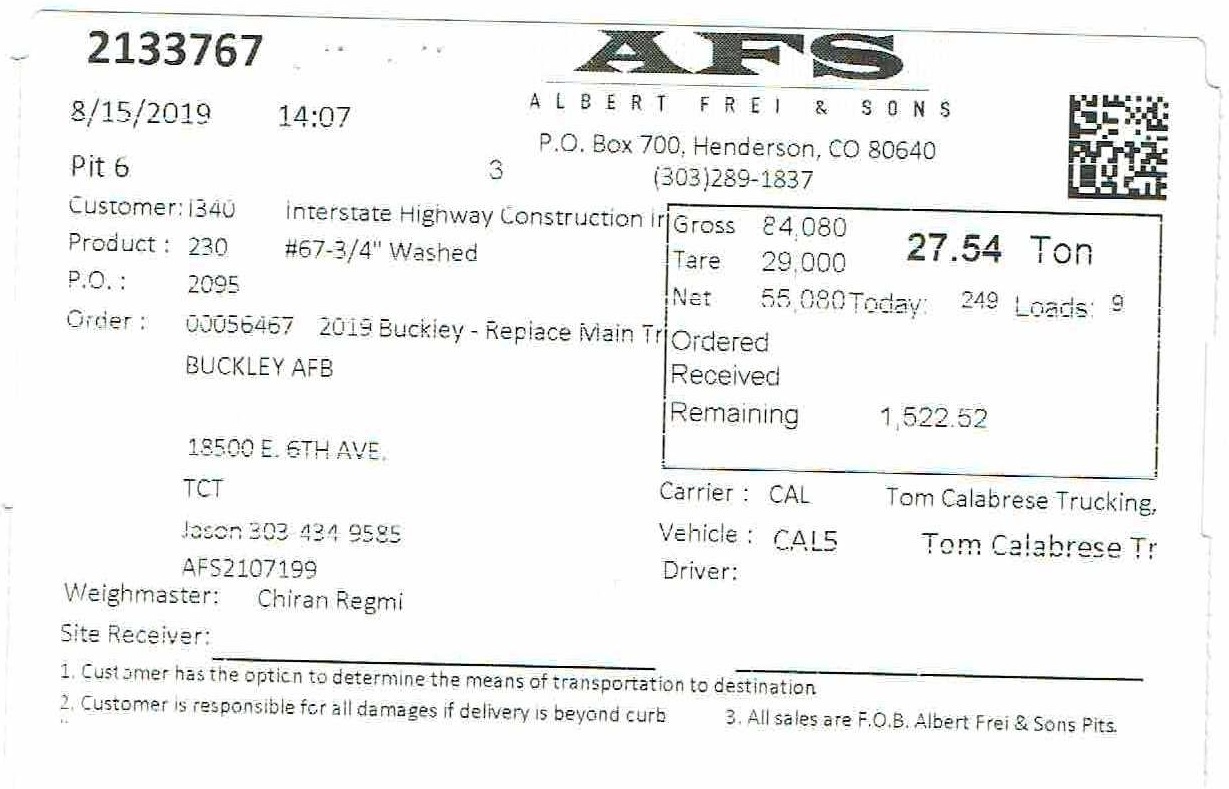 2133767
AFS
ALBERT FREI & SONS
8/15/2019 14:07
P.O. Box 700, Henderson, CO 80640
Pit 6 3 (303)289-1837
Customer: i340 Interstate Highway Construction Ir
Product : 230 #67-3/4" Washed
P.O. : 2095
Order : 00056467 2019 Buckley - Replace Main Tr
BUCKLEY AFB
18500 E. 6TH AVE.
TCT
Jason 303 434 9585
AFS2107199
Gross 84,080 27.54 Ton
Tare 29,000
Net 55,080 Today: 249 Loads: 9
Ordered
Received
Remaining 1,522.52
Carrier : CAL Tom Calabrese Trucking,
Vehicle : CAL5 Tom Calabrese Tr
Driver:
Weighmaster: Chiran Regmi
Site Receiver:
1. Customer has the option to determine the means of transportation to destination
2. Customer is responsible for all damages if delivery is beyond curb 3. All sales are F.O.B. Albert Frei & Sons Pits.